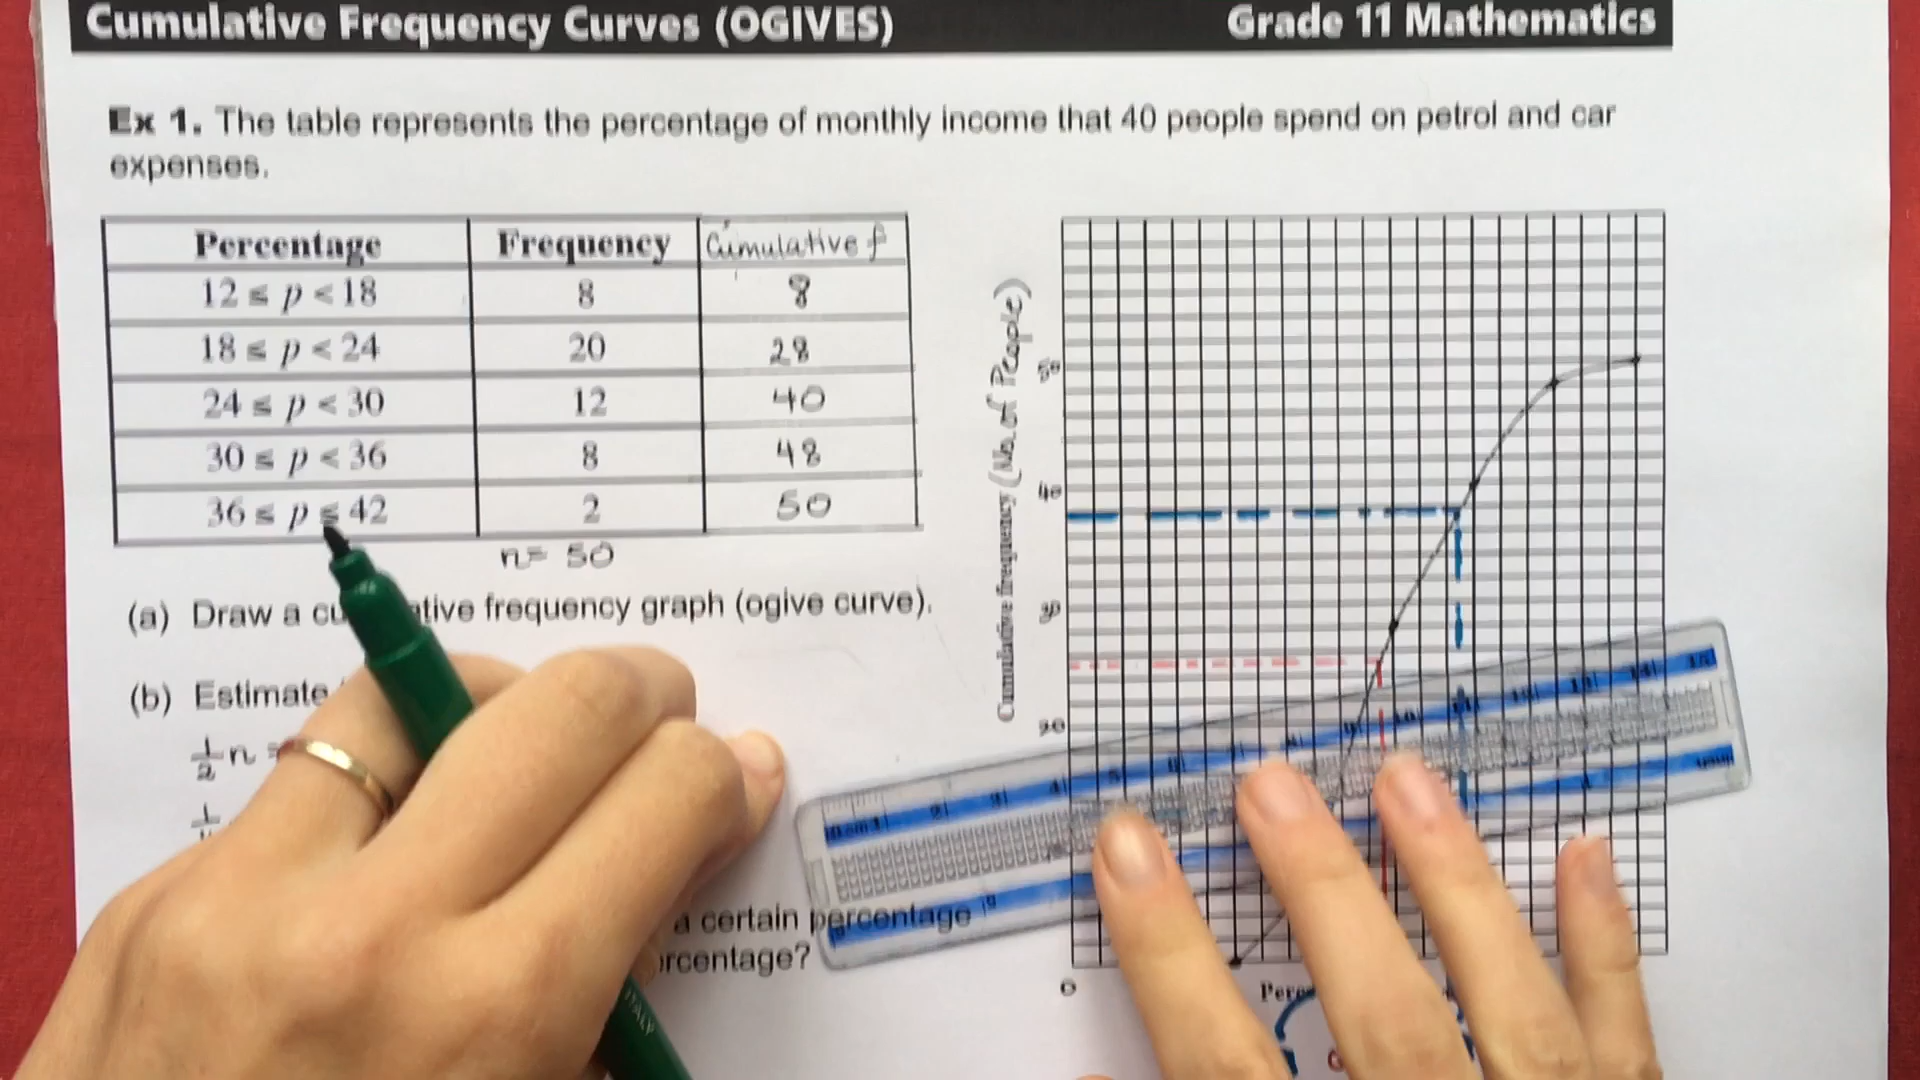 Cumulative Frequency Curves (OGIVES) Grade 11 Mathematics
Ex 1. The table represents the percentage of monthly income that 40 people spend on petrol and car
expenses.
Percentage Frequency Cumulative f
12 ≤ p < 18 8 8
18 ≤ p < 24 20 28
24 ≤ p < 30 12 40
30 ≤ p < 36 8 48
36 ≤ p ≤ 42 2 50
n = 50
(a) Draw a cu ative frequency graph (ogive curve).
(b) Estimate
1/2 n =
a certain percentage
rcentage?
Cumulative frequency (No. of People)
50
40
30
20
0
Perce
ITALY